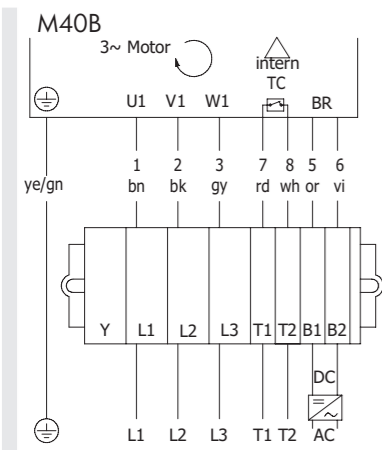 M40B
3~ Motor
intern
TC
U1 V1 W1 BR
1 2 3 7 8 5 6
ye/gn bn bk gy rd wh or vi
Y L1 L2 L3 T1 T2 B1 B2
DC
L1 L2 L3 T1 T2 AC